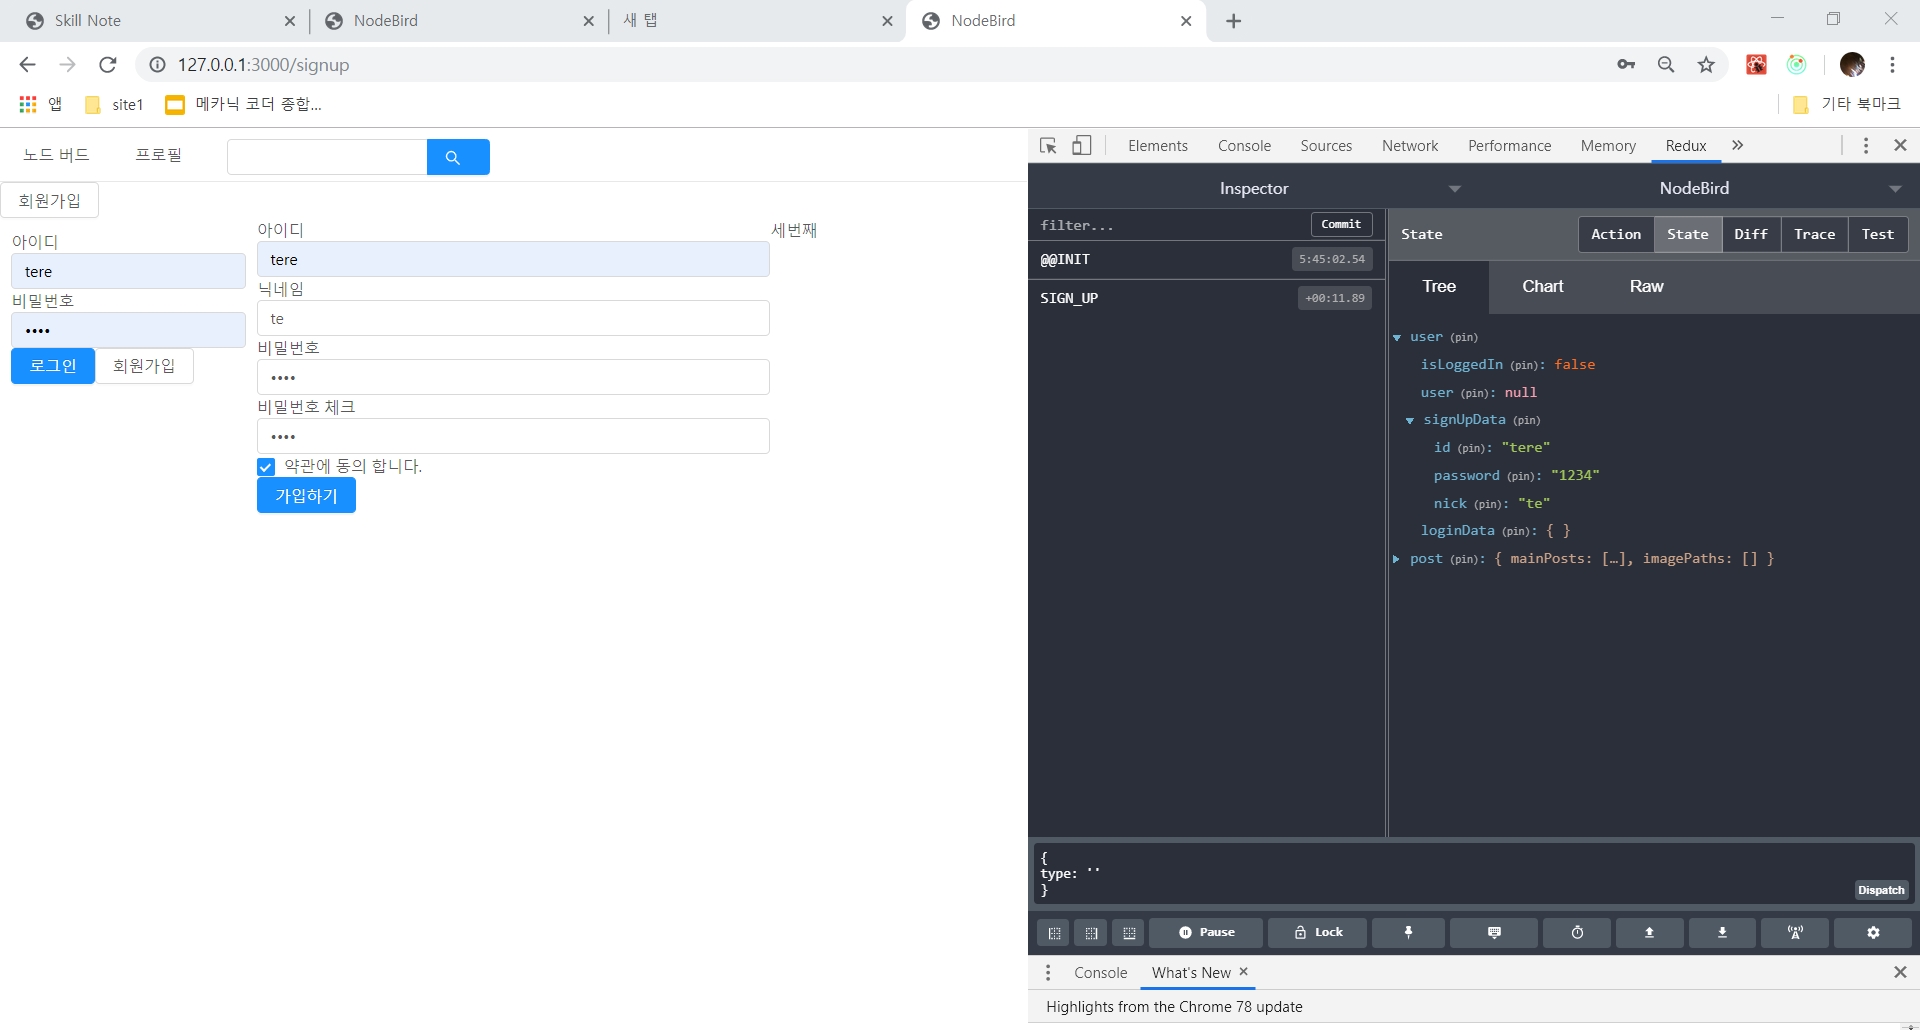 Skill Note
NodeBird
새 탭
NodeBird
127.0.0.1:3000/signup
앱
site1
메카닉 코더 종합...
기타 북마크
노드 버드
프로필
회원가입
아이디
tere
비밀번호
••••
로그인
회원가입
아이디
tere
닉네임
te
비밀번호
••••
비밀번호 체크
••••
약관에 동의 합니다.
가입하기
세번째
Elements
Console
Sources
Network
Performance
Memory
Redux
Inspector
NodeBird
filter...
Commit
@@INIT
5:45:02.54
SIGN_UP
+00:11.89
State
Action
State
Diff
Trace
Test
Tree
Chart
Raw
user (pin)
isLoggedIn (pin): false
user (pin): null
signUpData (pin)
id (pin): "tere"
password (pin): "1234"
nick (pin): "te"
loginData (pin): { }
post (pin): { mainPosts: […], imagePaths: [] }
{
type: ''
}
Dispatch
Pause
Lock
Console
What's New
Highlights from the Chrome 78 update